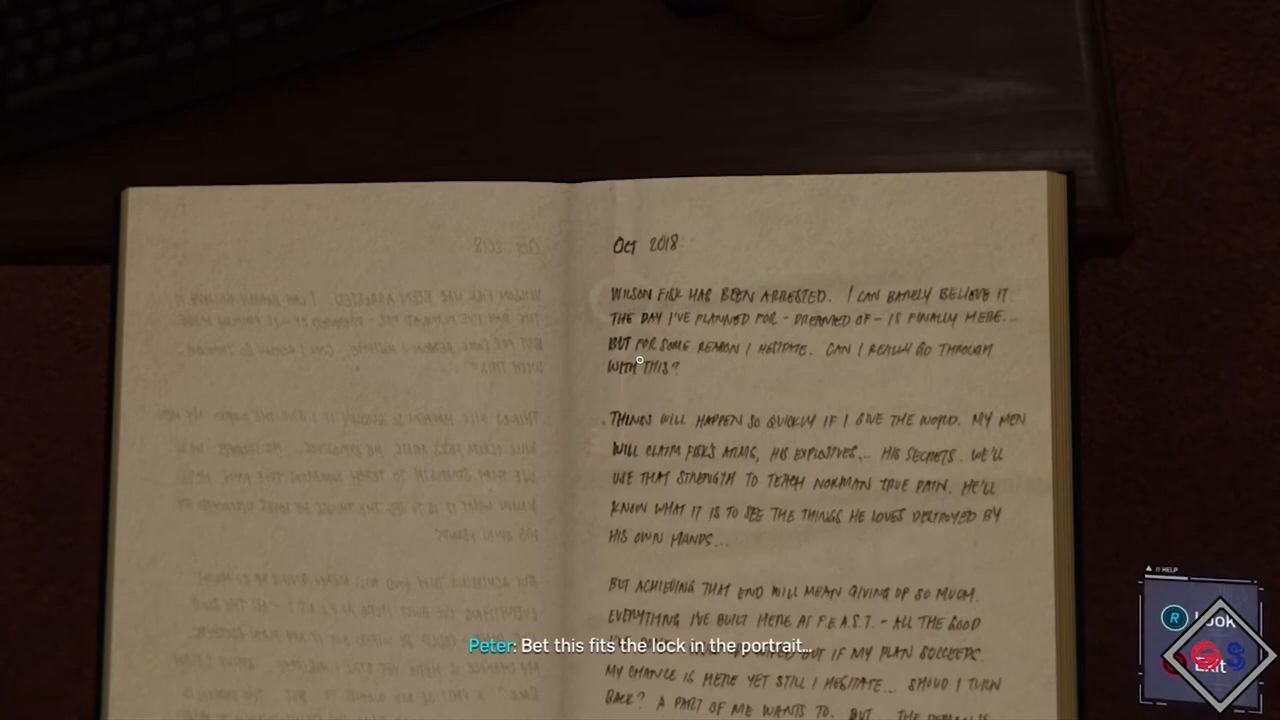 OCT 2018
WILSON FISK HAS BEEN ARRESTED. I CAN BARELY BELIEVE IT
THE DAY I'VE PLANNED FOR - DREAMED OF - IS FINALLY HERE...
BUT FOR SOME REASON I HESITATE. CAN I REALLY GO THROUGH
WITH THIS?
THINGS WILL HAPPEN SO QUICKLY IF I GIVE THE WORD. MY MEN
WILL CLAIM FISK'S ARMS, HIS EXPLOSIVES... HIS SECRETS. WE'LL
USE THAT STRENGTH TO TEACH NORMAN TRUE PAIN. HE'LL
KNOW WHAT IT IS TO SEE THE THINGS HE LOVES DESTROYED BY
HIS OWN HANDS...
BUT ACHIEVING THAT END WILL MEAN GIVING UP SO MUCH.
EVERYTHING I'VE BUILT HERE AT F.E.A.S.T. - ALL THE GOOD
OUT IF MY PLAN SUCCEEDS.
Peter: Bet this fits the lock in the portrait...
MY CHANCE IS HERE YET STILL I HESITATE... SHOUD I TURN
BACK? A PART OF ME WANTS TO. BUT
// HELP
R Look
Exit